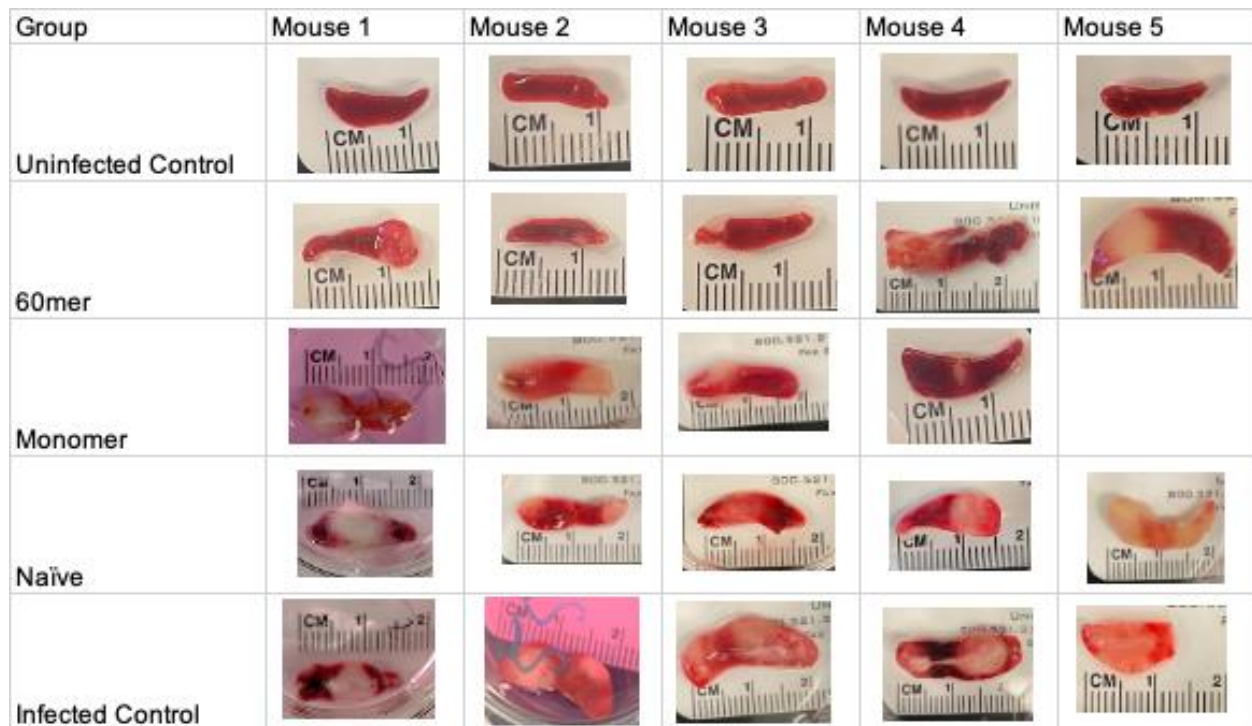 Group Mouse 1 Mouse 2 Mouse 3 Mouse 4 Mouse 5
CM 1
CM 1
CM 1
CM 1
CM 1
Uninfected Control
CM 1
CM 1
CM 1
CM 1 2
CM 1 2
60mer
CM 1 2
CM 1
CM 1
CM 1
Monomer
1 2
CM 1 2
CM 1 2
CM 1 2
CM 1 2
Naïve
CM 1 2
CM 2
CM 1 2
CM 1 2
CM 1 2
Infected Control